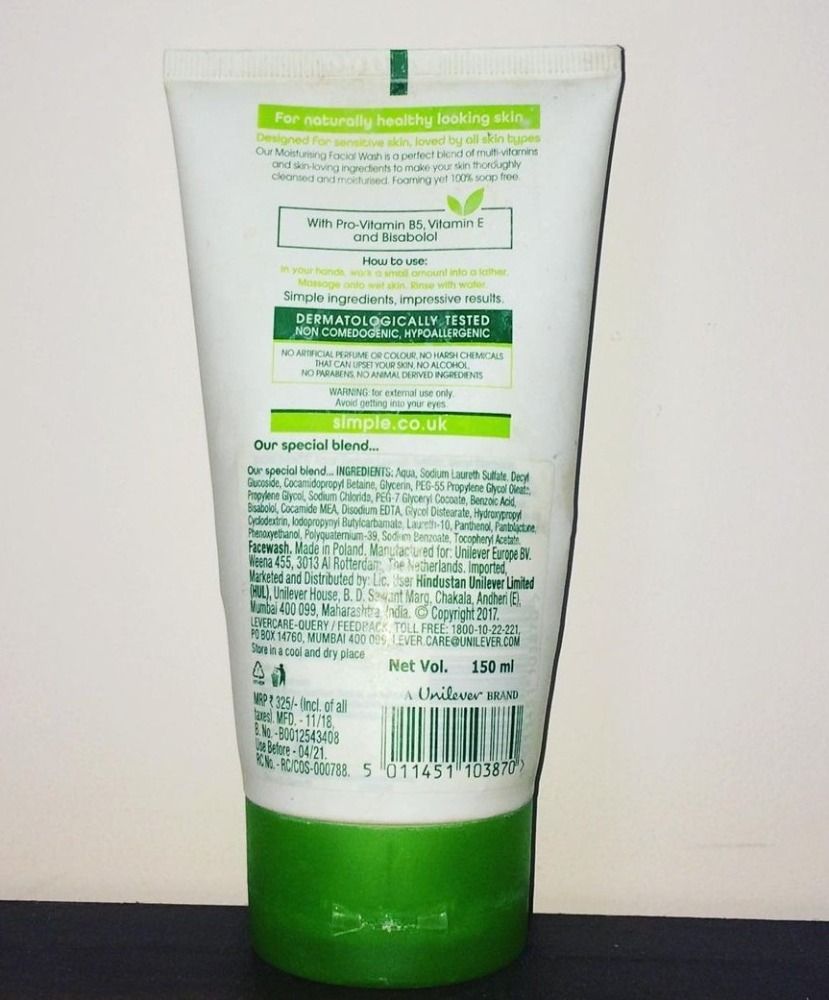 For naturally healthy looking skin
Designed for sensitive skin, loved by all skin types
Our Moisturising Facial Wash is a perfect blend of multi-vitamins
and skin-loving ingredients to make your skin thoroughly
cleansed and moisturised. Foaming yet 100% soap free.
With Pro-Vitamin B5, Vitamin E
and Bisabolol
How to use:
In your hands, work a small amount into a lather.
Massage onto wet skin. Rinse with water.
Simple ingredients, impressive results.
DERMATOLOGICALLY TESTED
NON COMEDOGENIC, HYPOALLERGENIC
NO ARTIFICIAL PERFUME OR COLOUR, NO HARSH CHEMICALS
THAT CAN UPSET YOUR SKIN, NO ALCOHOL,
NO PARABENS, NO ANIMAL DERIVED INGREDIENTS
WARNING: for external use only.
Avoid getting into your eyes
simple.co.uk
Our special blend...
Our special blend... INGREDIENTS: Aqua, Sodium Laureth Sulfate, Decyl
Glucoside, Cocamidopropyl Betaine, Glycerin, PEG-55 Propylene Glycol Oleate,
Propylene Glycol, Sodium Chloride, PEG-7 Glyceryl Cocoate, Benzoic Acid,
Bisabolol, Cocamide MEA, Disodium EDTA, Glycol Distearate, Hydroxypropyl
Cyclodextrin, Iodopropynyl Butylcarbamate, Laureth-10, Panthenol, Pantolactone,
Phenoxyethanol, Polyquaternium-39, Sodium Benzoate, Tocopheryl Acetate.
Facewash. Made in Poland. Manufactured for: Unilever Europe BV.
Weena 455, 3013 Al Rotterdam, The Netherlands. Imported,
Marketed and Distributed by: Lic. User Hindustan Unilever Limited
(HUL), Unilever House, B. D. Sawant Marg, Chakala, Andheri (E),
Mumbai 400 099, Maharashtra, India. © Copyright 2017.
LEVERCARE-QUERY / FEEDBACK, TOLL FREE: 1800-10-22-221,
PO BOX 14760, MUMBAI 400 099, LEVER.CARE@UNILEVER.COM
Store in a cool and dry place
Net Vol. 150 ml
A Unilever BRAND
MRP ₹ 325/- (Incl. of all
taxes). MFD. - 11/18,
B. No. -B0012543408
Use Before - 04/21.
RC No. - RC/COS-000788.
5 011451 103870 >